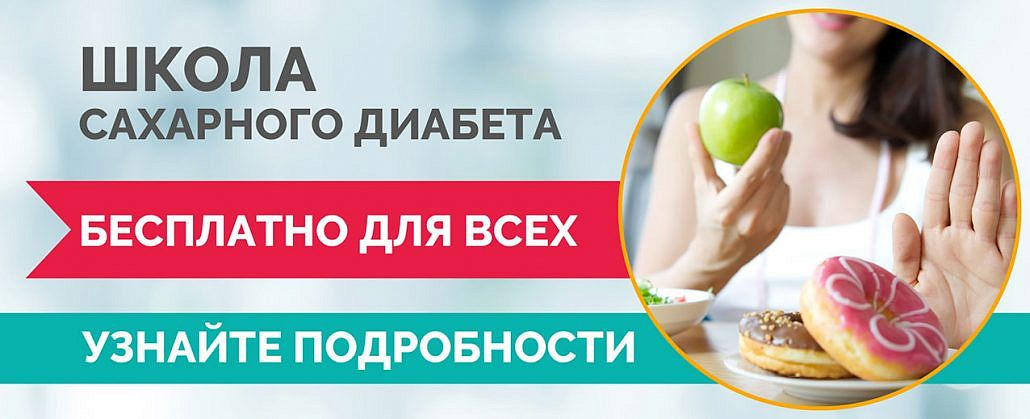 ШКОЛА
САХАРНОГО ДИАБЕТА
БЕСПЛАТНО ДЛЯ ВСЕХ
УЗНАЙТЕ ПОДРОБНОСТИ